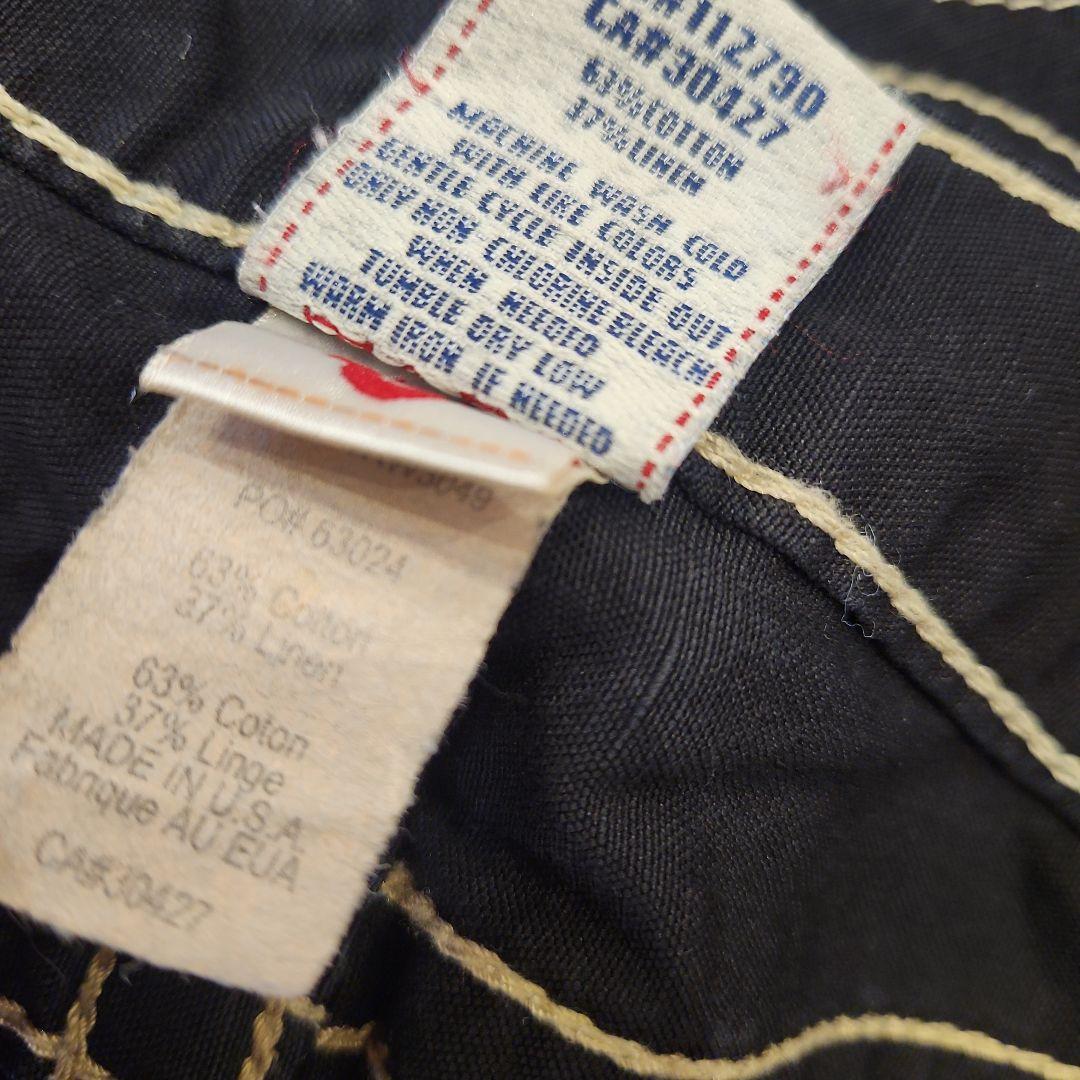 CA#30427
63%COTTON
37%LINEN
MACHINE WASH COLD
WITH LIKE COLORS
GENTLE CYCLE INSIDE OUT
ONLY NON CHLORINE BLEACH
WHEN NEEDED
TUMBLE DRY LOW
WARM IRON IF NEEDED
PO# 63024
63% Cotton
37% Linen
63% Coton
37% Linge
MADE IN U.S.A
Fabrique AU EUA
CA#30427